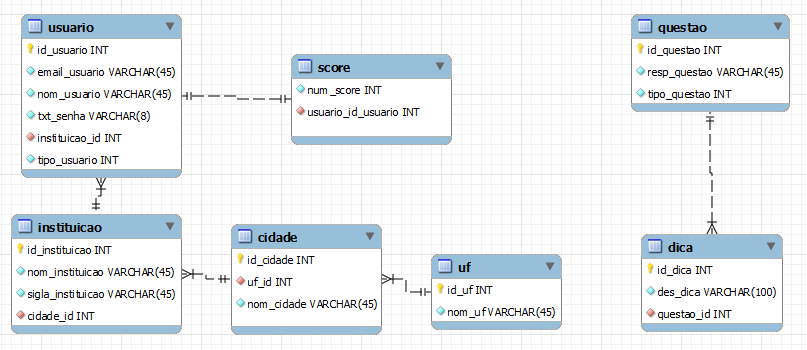 usuario
id_usuario INT
email_usuario VARCHAR(45)
nom_usuario VARCHAR(45)
txt_senha VARCHAR(8)
instituicao_id INT
tipo_usuario INT
score
num_score INT
usuario_id_usuario INT
questao
id_questao INT
resp_questao VARCHAR(45)
tipo_questao INT
instituicao
id_instituicao INT
nom_instituicao VARCHAR(45)
sigla_instituicao VARCHAR(45)
cidade_id INT
cidade
id_cidade INT
uf_id INT
nom_cidade VARCHAR(45)
uf
id_uf INT
nom_uf VARCHAR(45)
dica
id_dica INT
des_dica VARCHAR(100)
questao_id INT